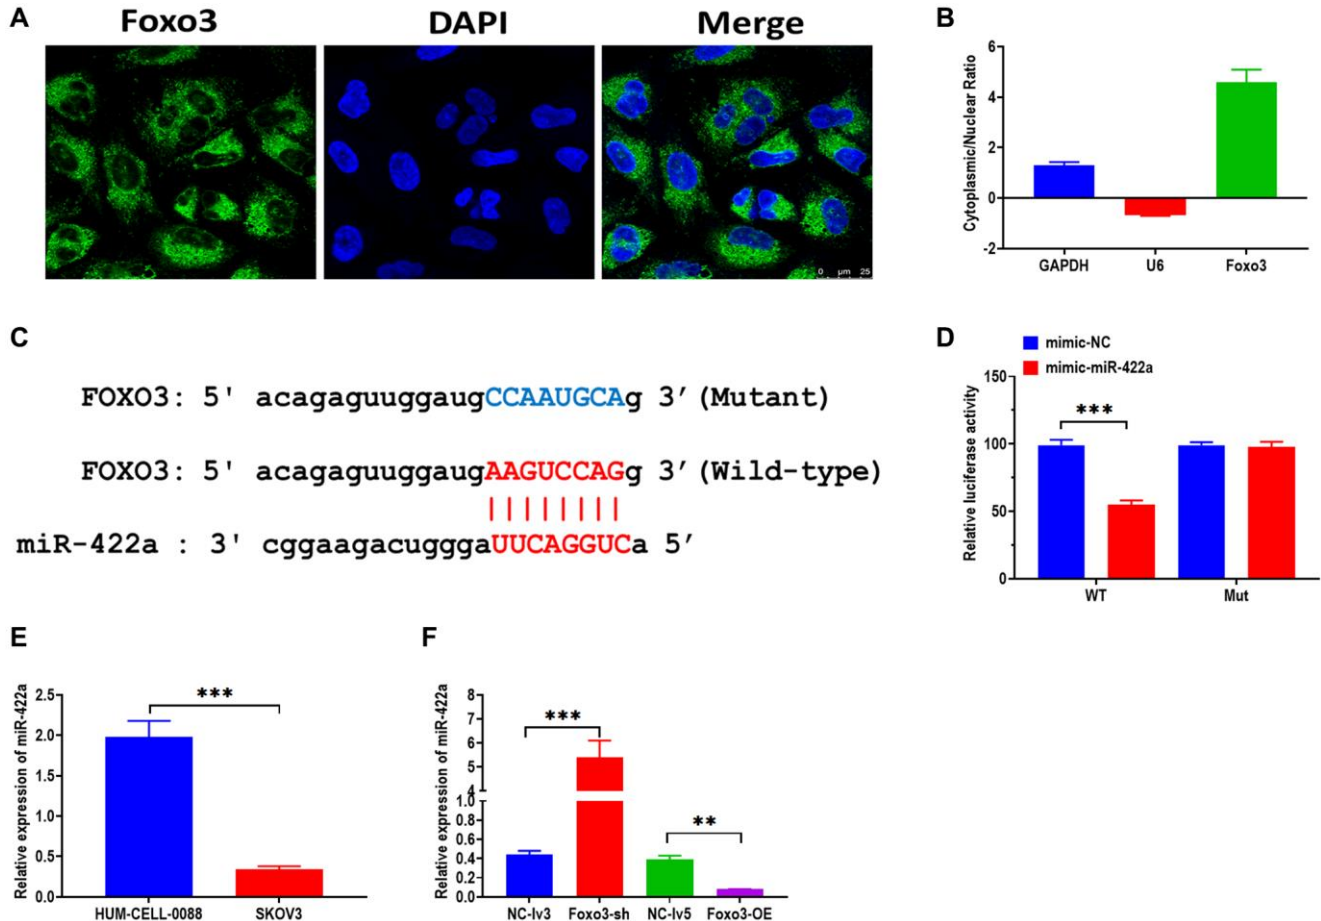 A
Foxo3
DAPI
Merge
0 µm 25
B
Cytoplasmic/Nuclear Ratio
6
4
2
0
-2
GAPDH
U6
Foxo3
C
FOXO3: 5' acagaguuggaugCCAAUGCAg 3’(Mutant)
FOXO3: 5' acagaguuggaugAAGUCCAGg 3’(Wild-type)
miR-422a : 3' cggaagacugggaUUCAGGUCa 5’
D
mimic-NC
mimic-miR-422a
Relative luciferase activity
150
100
50
0
***
WT
Mut
E
Relative expression of miR-422a
2.5
2.0
1.5
1.0
0.5
0.0
***
HUM-CELL-0088
SKOV3
F
Relative expression of miR-422a
8
7
6
5
4
1.0
0.8
0.6
0.4
0.2
0.0
***
**
NC-lv3
Foxo3-sh
NC-lv5
Foxo3-OE